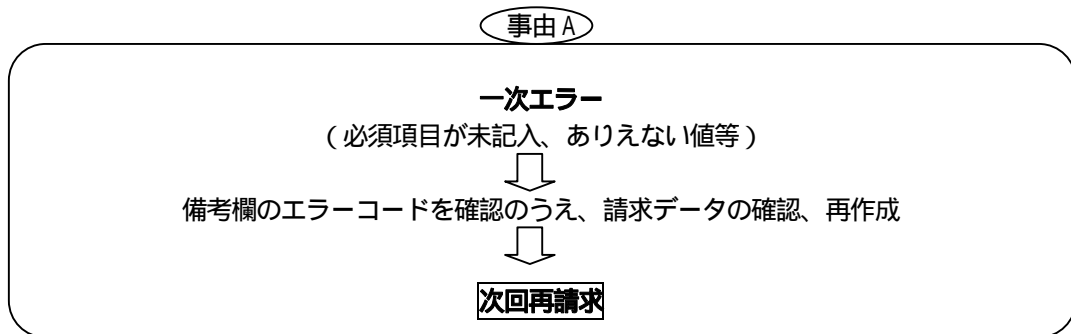 事由A
一次エラー
(必須項目が未記入、ありえない値等)
備考欄のエラーコードを確認のうえ、請求データの確認、再作成
次回再請求